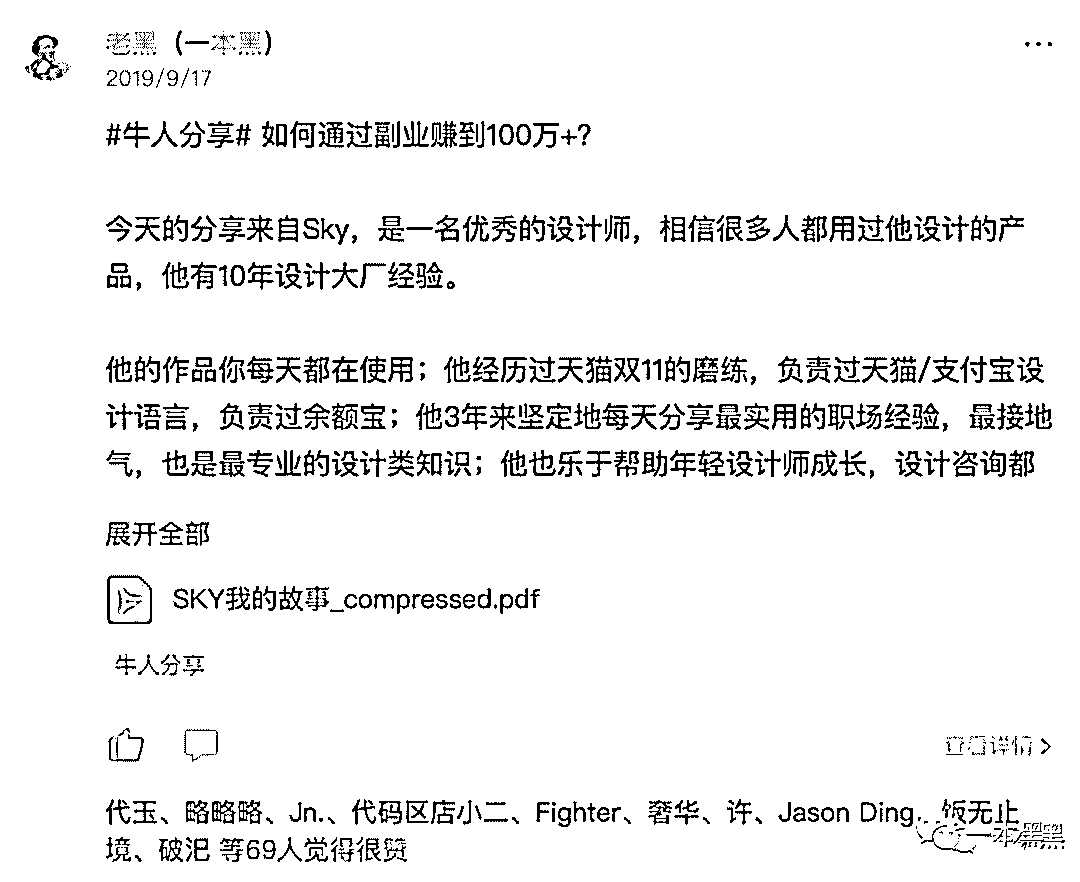 老黑（一本黑）
2019/9/17
#牛人分享# 如何通过副业赚到100万+?
今天的分享来自Sky，是一名优秀的设计师，相信很多人都用过他设计的产
品，他有10年设计大厂经验。
他的作品你每天都在使用；他经历过天猫双11的磨练，负责过天猫/支付宝设
计语言，负责过余额宝；他3年来坚定地每天分享最实用的职场经验，最接地
气，也是最专业的设计类知识；他也乐于帮助年轻设计师成长，设计咨询都
展开全部
SKY我的故事_compressed.pdf
牛人分享
查看详情
代玉、略略略、Jn.、代码区店小二、Fighter、奢华、许、Jason Ding、饭无止
境、破汜 等69人觉得很赞
一本黑黑